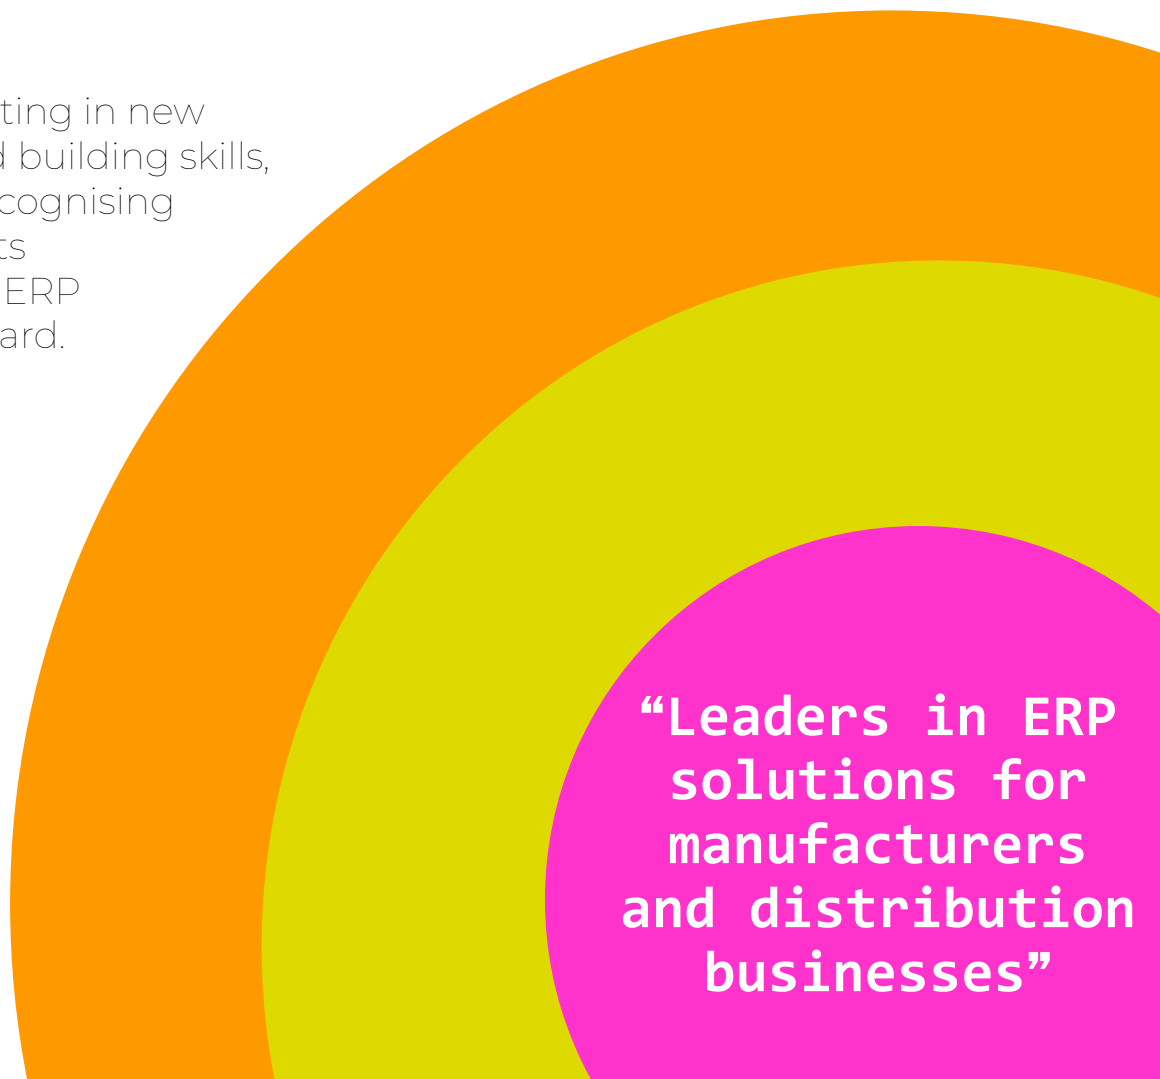 ting in new
d building skills,
cognising
ts
ERP
ard.
“Leaders in ERP
solutions for
manufacturers
and distribution
businesses”